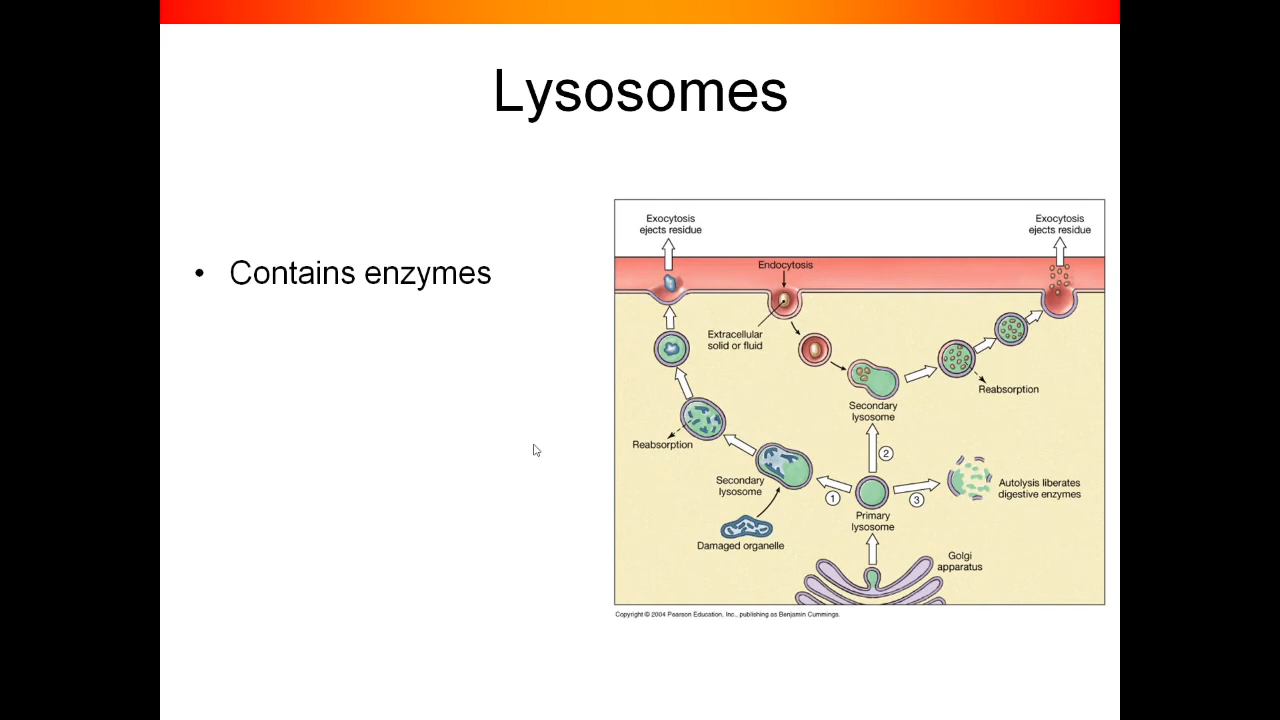 Lysosomes
• Contains enzymes
Exocytosis
ejects residue
Exocytosis
ejects residue
Endocytosis
Extracellular
solid or fluid
Reabsorption
Secondary
lysosome
Reabsorption
2
Secondary
lysosome
1
3
Autolysis liberates
digestive enzymes
Primary
lysosome
Damaged organelle
Golgi
apparatus
Copyright © 2004 Pearson Education, Inc., publishing as Benjamin Cummings.